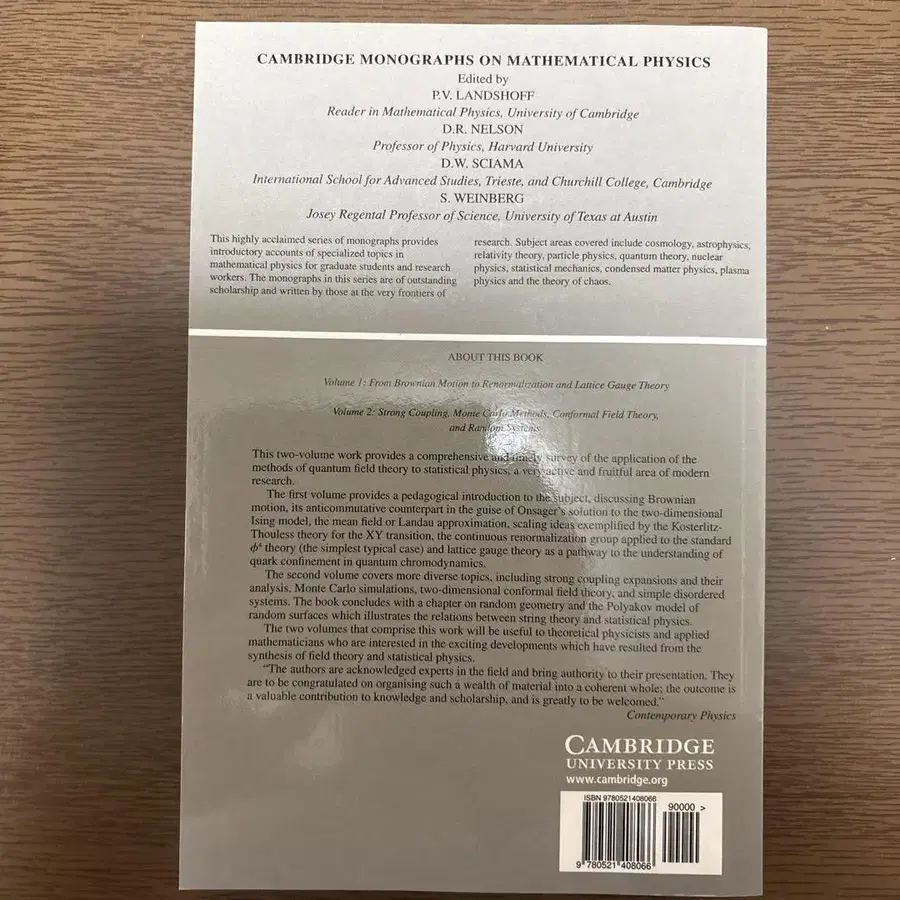 CAMBRIDGE MONOGRAPHS ON MATHEMATICAL PHYSICS
Edited by
P.V. LANDSHOFF
Reader in Mathematical Physics, University of Cambridge
D.R. NELSON
Professor of Physics, Harvard University
D.W. SCIAMA
International School for Advanced Studies, Trieste, and Churchill College, Cambridge
S. WEINBERG
Josey Regental Professor of Science, University of Texas at Austin
This highly acclaimed series of monographs provides
introductory accounts of specialized topics in
mathematical physics for graduate students and research
workers. The monographs in this series are of outstanding
scholarship and written by those at the very frontiers of
research. Subject areas covered include cosmology, astrophysics,
relativity theory, particle physics, quantum theory, nuclear
physics, statistical mechanics, condensed matter physics, plasma
physics and the theory of chaos.
ABOUT THIS BOOK
Volume 1: From Brownian Motion to Renormalization and Lattice Gauge Theory
Volume 2: Strong Coupling, Monte Carlo Methods, Conformal Field Theory,
and Random Systems
This two-volume work provides a comprehensive and timely survey of the application of the
methods of quantum field theory to statistical physics, a very active and fruitful area of modern
research.
The first volume provides a pedagogical introduction to the subject, discussing Brownian
motion, its anticommutative counterpart in the guise of Onsager's solution to the two-dimensional
Ising model, the mean field or Landau approximation, scaling ideas exemplified by the Kosterlitz-
Thouless theory for the XY transition, the continuous renormalization group applied to the standard
ϕ⁴ theory (the simplest typical case) and lattice gauge theory as a pathway to the understanding of
quark confinement in quantum chromodynamics.
The second volume covers more diverse topics, including strong coupling expansions and their
analysis, Monte Carlo simulations, two-dimensional conformal field theory, and simple disordered
systems. The book concludes with a chapter on random geometry and the Polyakov model of
random surfaces which illustrates the relations between string theory and statistical physics.
The two volumes that comprise this work will be useful to theoretical physicists and applied
mathematicians who are interested in the exciting developments which have resulted from the
synthesis of field theory and statistical physics.
"The authors are acknowledged experts in the field and bring authority to their presentation. They
are to be congratulated on organising such a wealth of material into a coherent whole; the outcome is
a valuable contribution to knowledge and scholarship, and is greatly to be welcomed."
Contemporary Physics
CAMBRIDGE
UNIVERSITY PRESS
www.cambridge.org
ISBN 9780521408066
90000 >
9 780521 408066